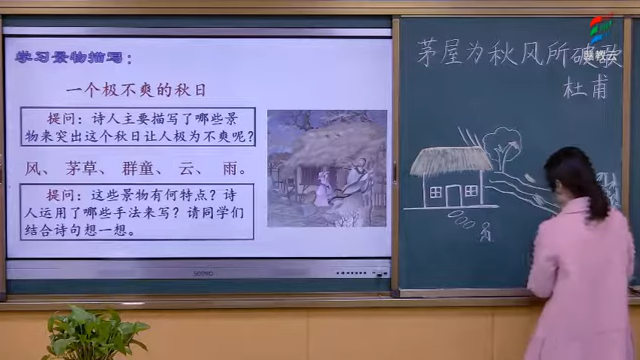 学习景物描写：
一个极不爽的秋日
提问：诗人主要描写了哪些景
物来突出这个秋日让人极为不爽呢？
风、 茅草、 群童、 云、 雨。
提问：这些景物有何特点？诗
人运用了哪些手法来写？请同学们
结合诗句想一想。
茅屋为秋风所破歌
杜甫